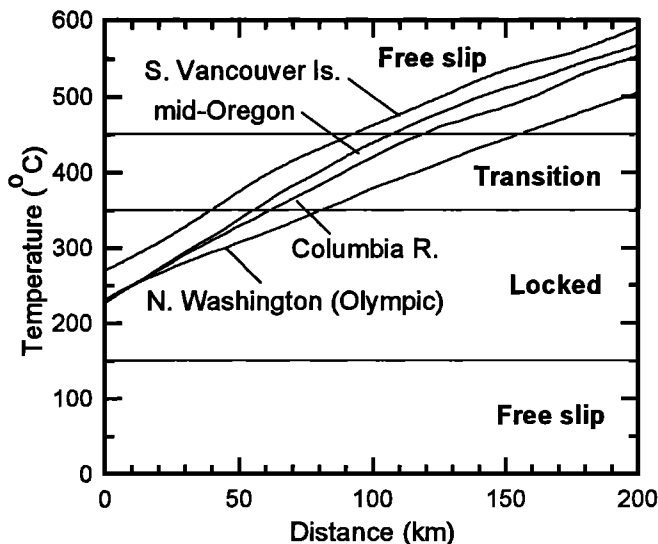 600
500
400
300
200
100
0
Temperature (°C)
Free slip
S. Vancouver Is.
mid-Oregon
Transition
Columbia R.
N. Washington (Olympic)
Locked
Free slip
0
50
100
150
200
Distance (km)